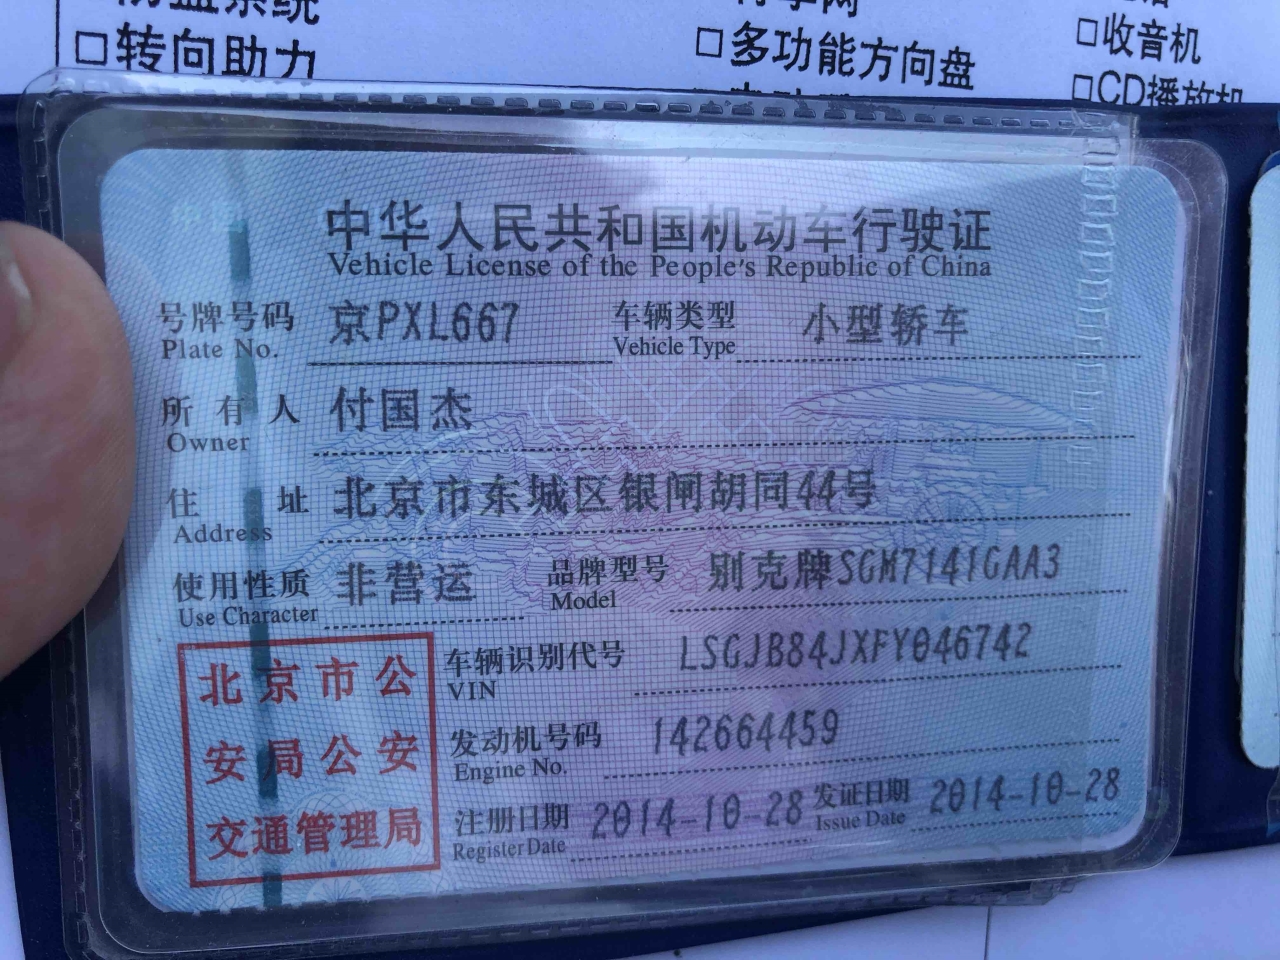 □转向助力
□多功能方向盘
□收音机
□CD播放机
中华人民共和国机动车行驶证
Vehicle License of the People's Republic of China
号牌号码 京PXL667 车辆类型 小型轿车
Plate No. Vehicle Type
所有人 付国杰
Owner
住址 北京市东城区银闸胡同44号
Address
使用性质 非营运 品牌型号 别克牌SGM7141GAA3
Use Character Model
车辆识别代号 LSGJB84JXFY046742
VIN
发动机号码 142664459
Engine No.
注册日期 2014-10-28 发证日期 2014-10-28
Register Date Issue Date
北京市公
安局公安
交通管理局